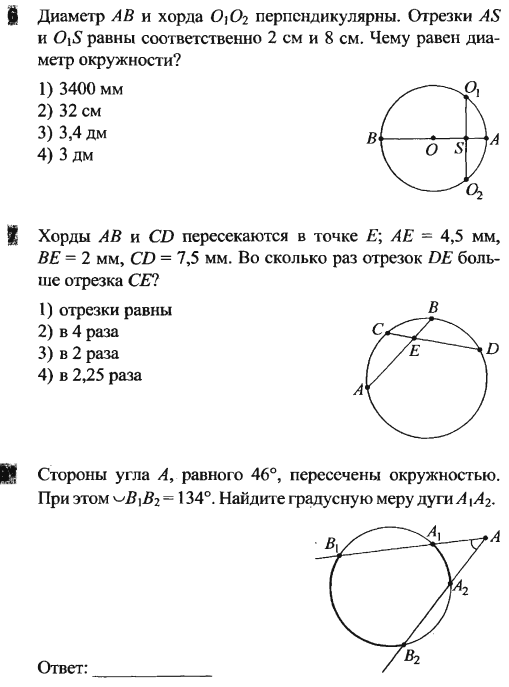 6 Диаметр AB и хорда O₁O₂ перпендикулярны. Отрезки AS
и O₁S равны соответственно 2 см и 8 см. Чему равен диа-
метр окружности?
1) 3400 мм
2) 32 см
3) 3,4 дм
4) 3 дм
O₁
B
O
S
A
O₂
7 Хорды AB и CD пересекаются в точке E; AE = 4,5 мм,
BE = 2 мм, CD = 7,5 мм. Во сколько раз отрезок DE боль-
ше отрезка CE?
1) отрезки равны
2) в 4 раза
3) в 2 раза
4) в 2,25 раза
B
C
E
D
A
Стороны угла A, равного 46°, пересечены окружностью.
При этом ◡B₁B₂ = 134°. Найдите градусную меру дуги A₁A₂.
B₁
A₁
A
A₂
B₂
Ответ: ____________